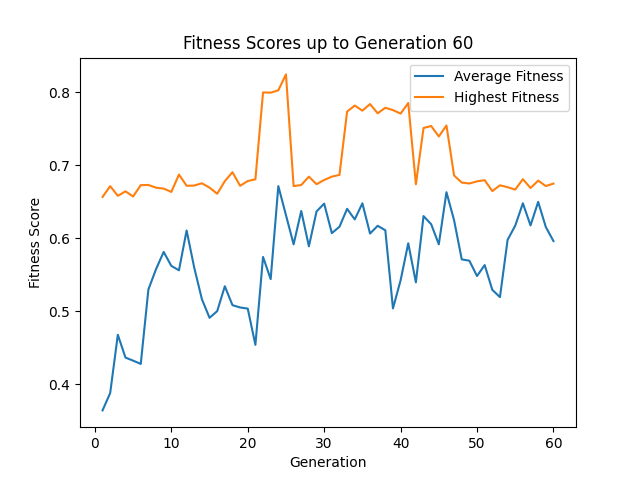 Fitness Scores up to Generation 60
Average Fitness
Highest Fitness
0.8
0.7
0.6
0.5
0.4
Fitness Score
0 10 20 30 40 50 60
Generation